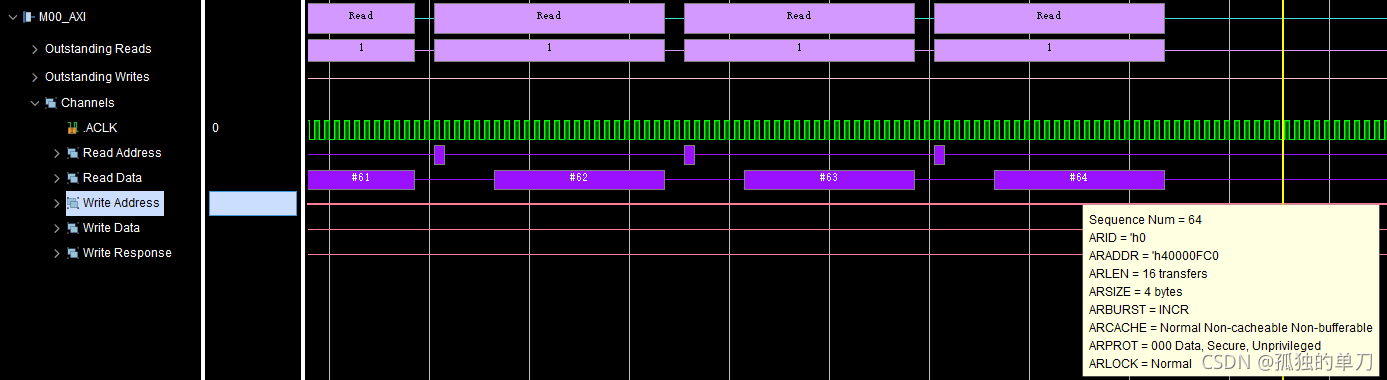 M00_AXI
Read Read Read Read
Outstanding Reads
1 1 1 1
Outstanding Writes
Channels
.ACLK 0
Read Address
Read Data
#61 #62 #63 #64
Write Address
Write Data
Write Response
Sequence Num = 64
ARID = 'h0
ARADDR = 'h40000FC0
ARLEN = 16 transfers
ARSIZE = 4 bytes
ARBURST = INCR
ARCACHE = Normal Non-cacheable Non-bufferable
ARPROT = 000 Data, Secure, Unprivileged
ARLOCK = Normal
CSDN @孤独的单刀